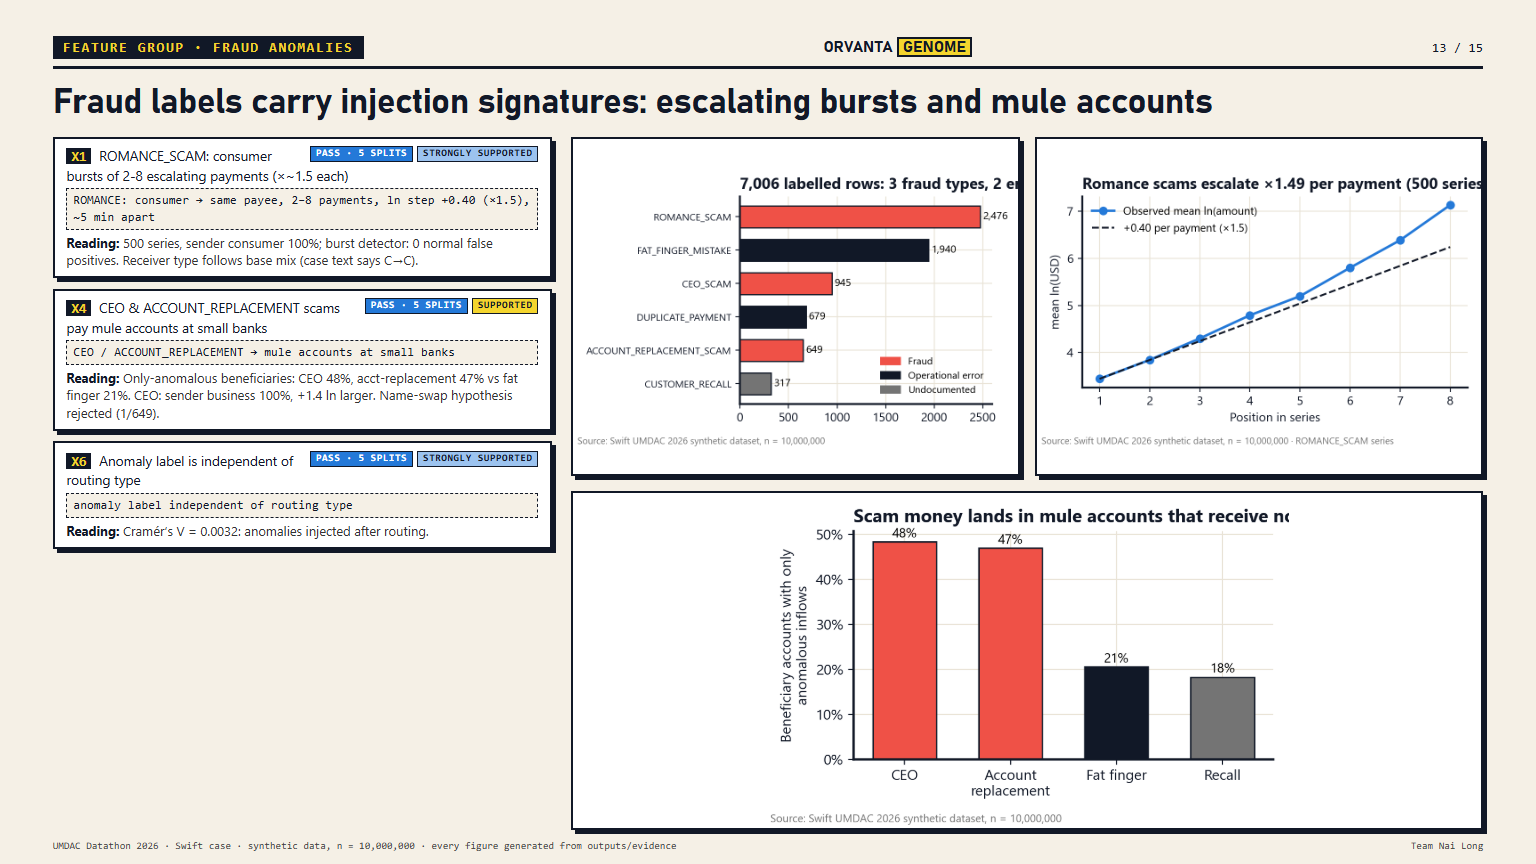 FEATURE GROUP · FRAUD ANOMALIES
ORVANTA GENOME
13 / 15
Fraud labels carry injection signatures: escalating bursts and mule accounts
X1 ROMANCE_SCAM: consumer
PASS · 5 SPLITS
STRONGLY SUPPORTED
bursts of 2-8 escalating payments (×~1.5 each)
ROMANCE: consumer → same payee, 2–8 payments, ln step +0.40 (×1.5),
~5 min apart
Reading: 500 series, sender consumer 100%; burst detector: 0 normal false
positives. Receiver type follows base mix (case text says C→C).
X4 CEO & ACCOUNT_REPLACEMENT scams
PASS · 5 SPLITS
SUPPORTED
pay mule accounts at small banks
CEO / ACCOUNT_REPLACEMENT → mule accounts at small banks
Reading: Only-anomalous beneficiaries: CEO 48%, acct-replacement 47% vs fat
finger 21%. CEO: sender business 100%, +1.4 ln larger. Name-swap hypothesis
rejected (1/649).
X6 Anomaly label is independent of
PASS · 5 SPLITS
STRONGLY SUPPORTED
routing type
anomaly label independent of routing type
Reading: Cramér's V = 0.0032: anomalies injected after routing.
7,006 labelled rows: 3 fraud types, 2 er
ROMANCE_SCAM
2,476
FAT_FINGER_MISTAKE
1,940
CEO_SCAM
945
DUPLICATE_PAYMENT
679
ACCOUNT_REPLACEMENT_SCAM
649
CUSTOMER_RECALL
317
Fraud
Operational error
Undocumented
0 500 1000 1500 2000 2500
Source: Swift UMDAC 2026 synthetic dataset, n = 10,000,000
Romance scams escalate ×1.49 per payment (500 series
Observed mean ln(amount)
+0.40 per payment (×1.5)
mean ln(USD)
7
6
5
4
1 2 3 4 5 6 7 8
Position in series
Source: Swift UMDAC 2026 synthetic dataset, n = 10,000,000 · ROMANCE_SCAM series
Scam money lands in mule accounts that receive no
Beneficiary accounts with only
anomalous inflows
50%
40%
30%
20%
10%
0%
48%
47%
21%
18%
CEO
Account
replacement
Fat finger
Recall
Source: Swift UMDAC 2026 synthetic dataset, n = 10,000,000
UMDAC Datathon 2026 · Swift case · synthetic data, n = 10,000,000 · every figure generated from outputs/evidence
Team Nai Long